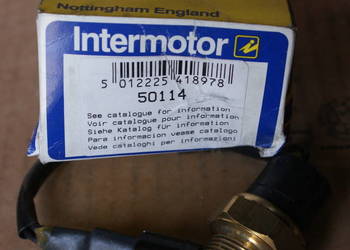 Nottingham England
Intermotor
5 012225 418978
50114
See catalogue for information
Voir catalogue pour information
Siehe Katalog für information
Para informacion vease catalogo
Vede cataloghi per informazioni